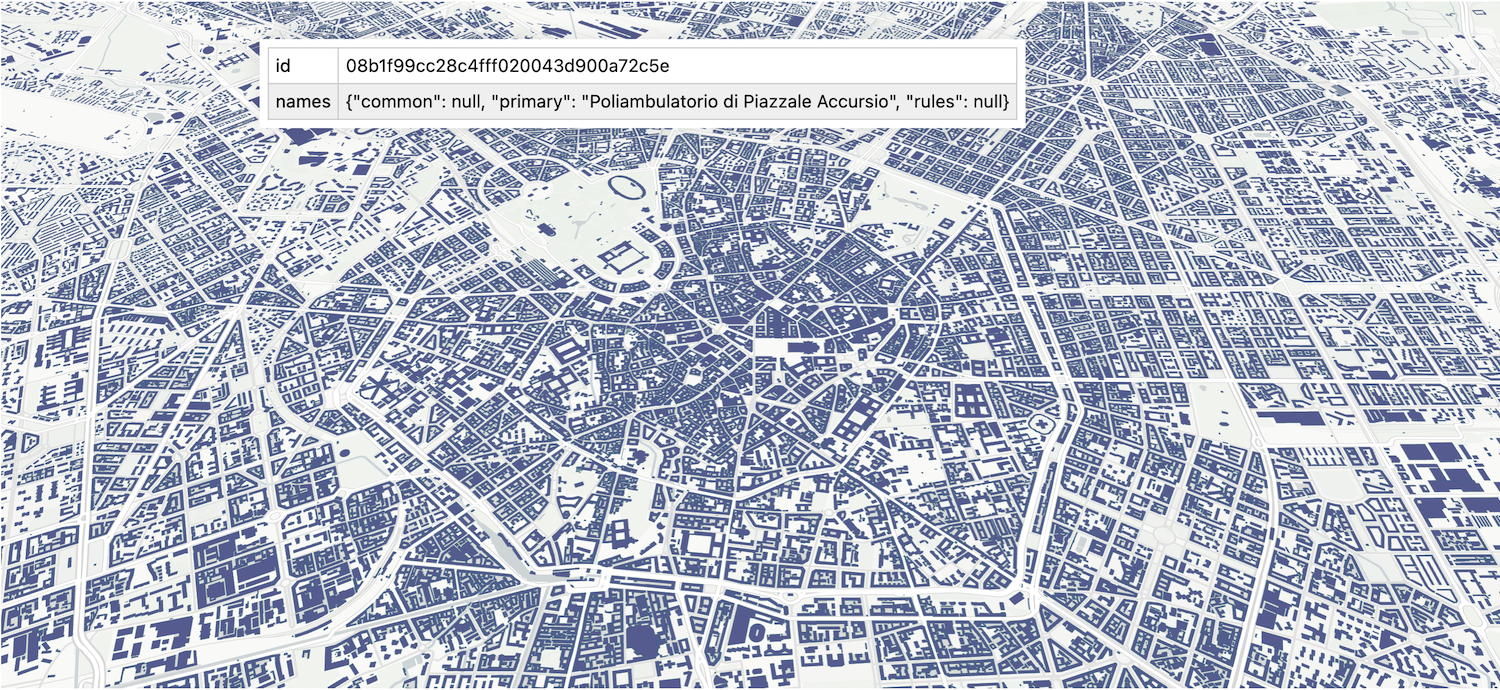 id 08b1f99cc28c4fff020043d900a72c5e
names {"common": null, "primary": "Poliambulatorio di Piazzale Accursio", "rules": null}